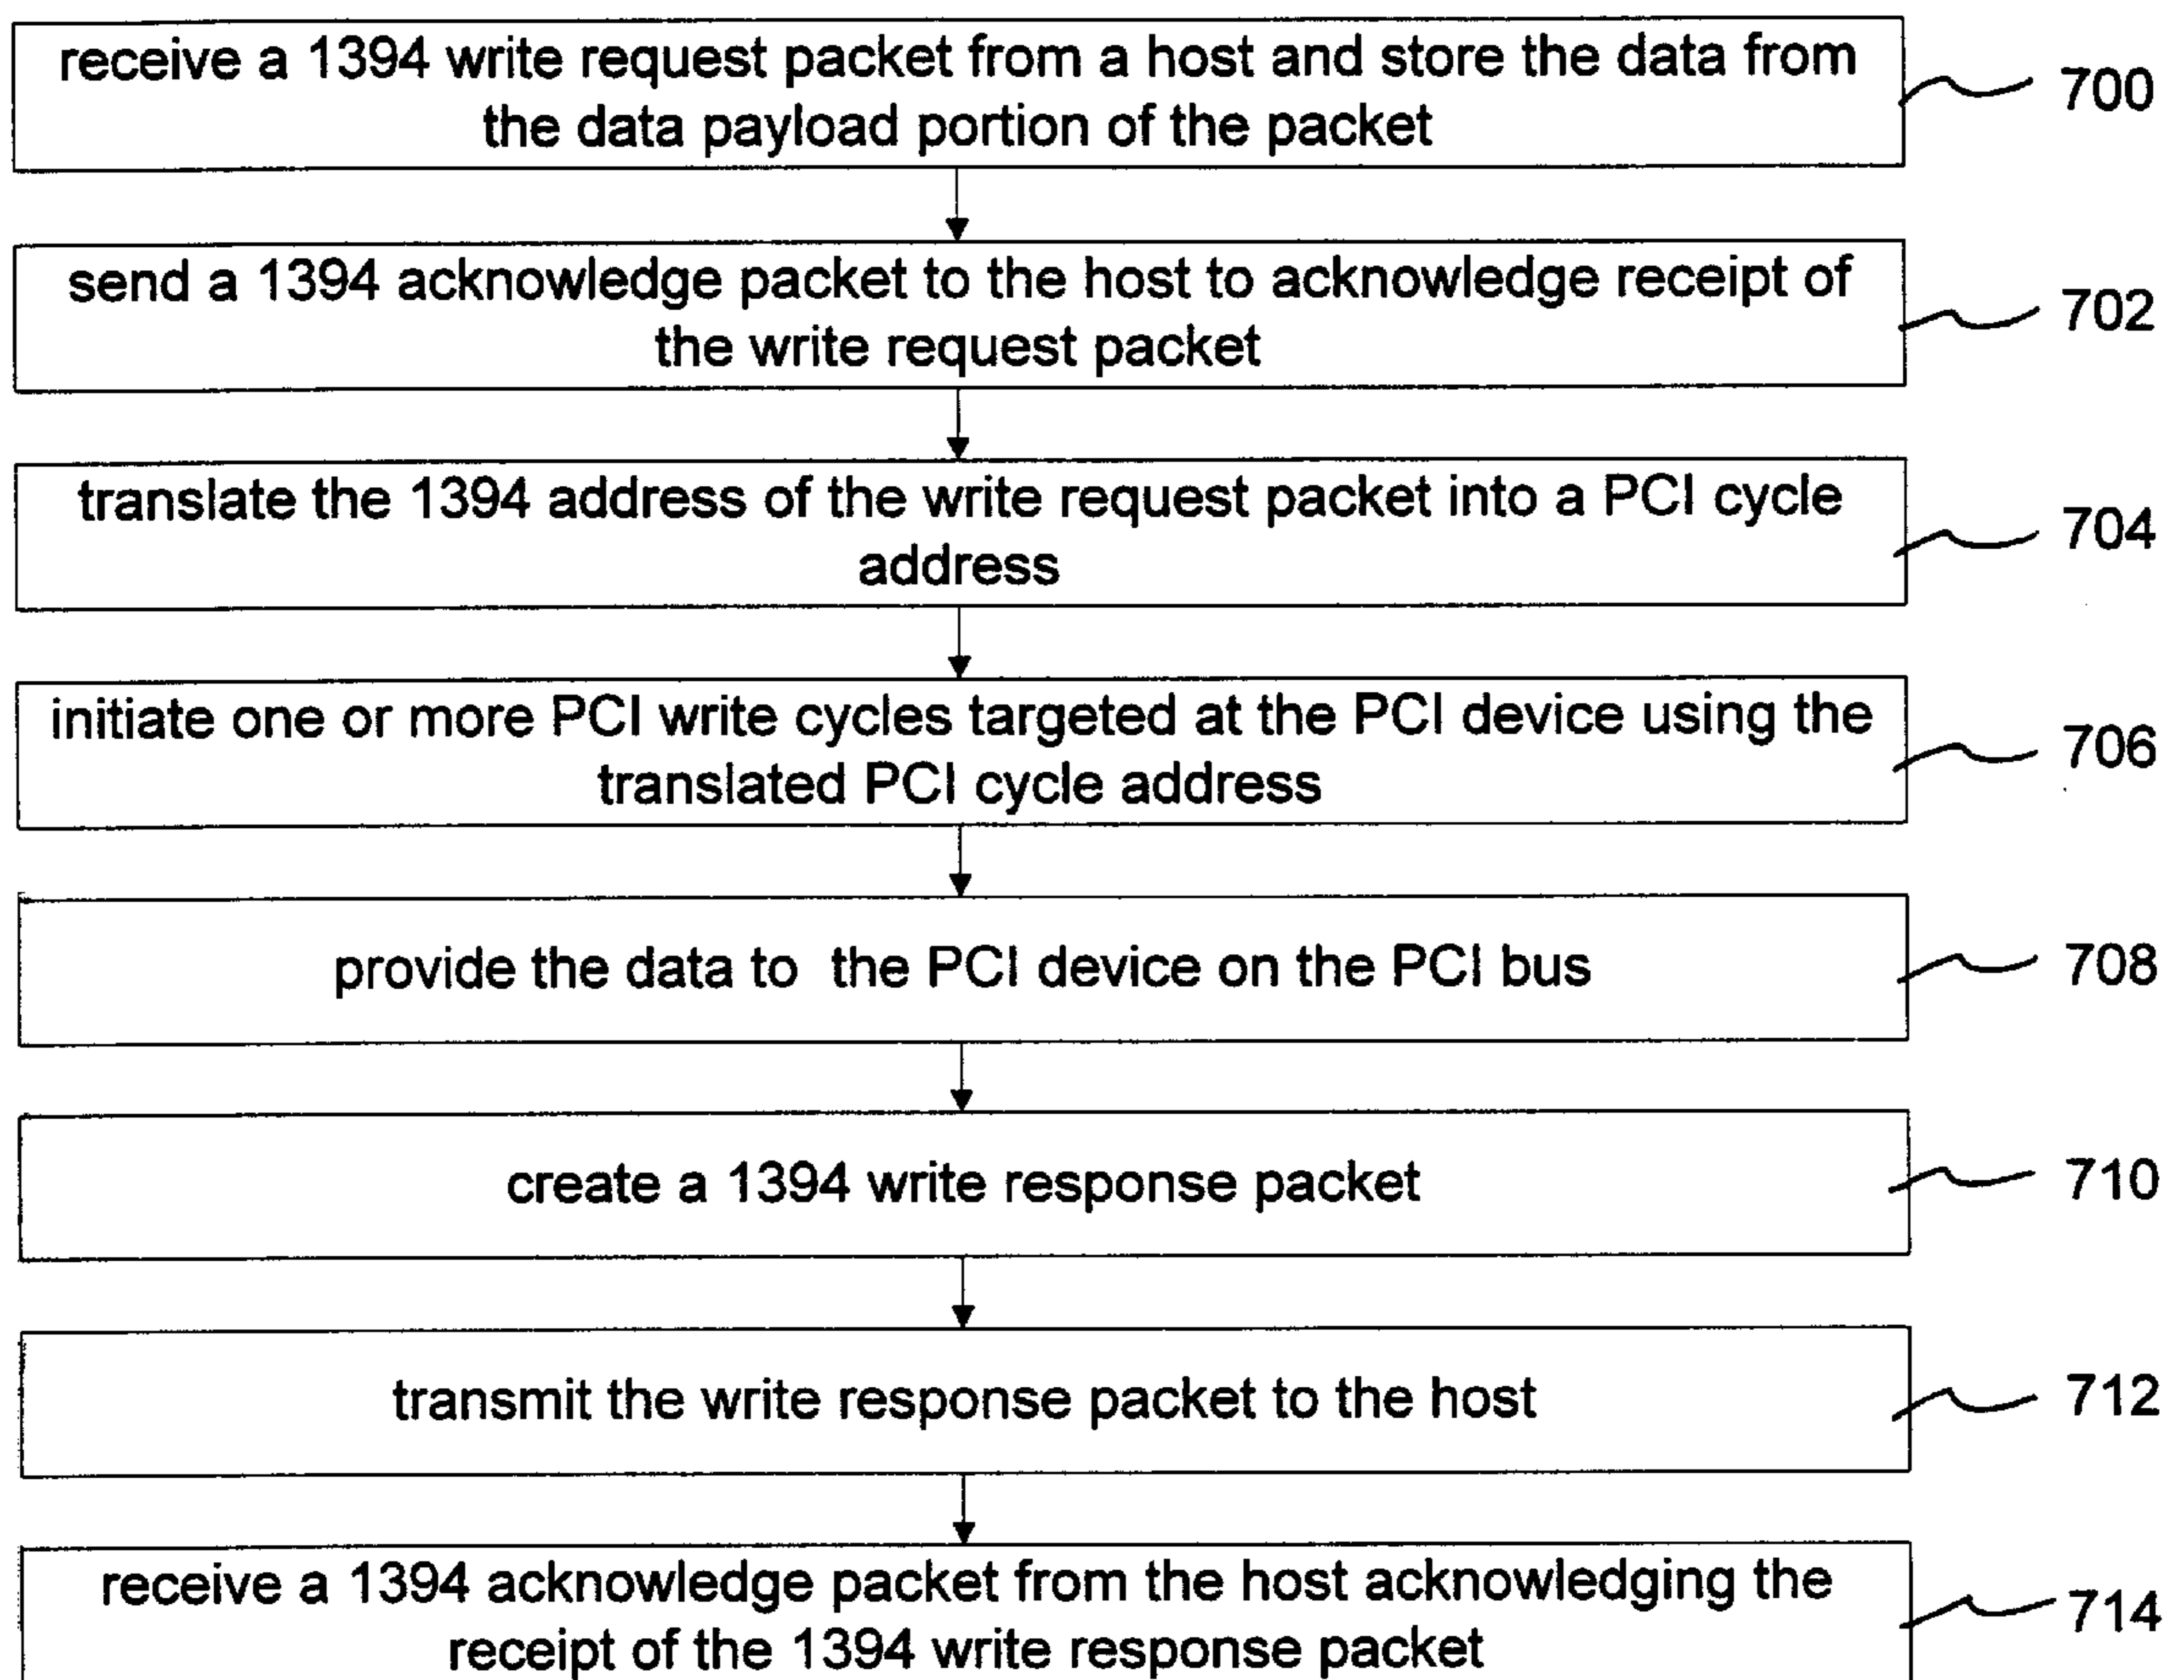 receive a 1394 write request packet from a host and store the data from
the data payload portion of the packet
700
send a 1394 acknowledge packet to the host to acknowledge receipt of
the write request packet
702
translate the 1394 address of the write request packet into a PCI cycle
address
704
initiate one or more PCI write cycles targeted at the PCI device using the
translated PCI cycle address
706
provide the data to the PCI device on the PCI bus
708
create a 1394 write response packet
710
transmit the write response packet to the host
712
receive a 1394 acknowledge packet from the host acknowledging the
receipt of the 1394 write response packet
714